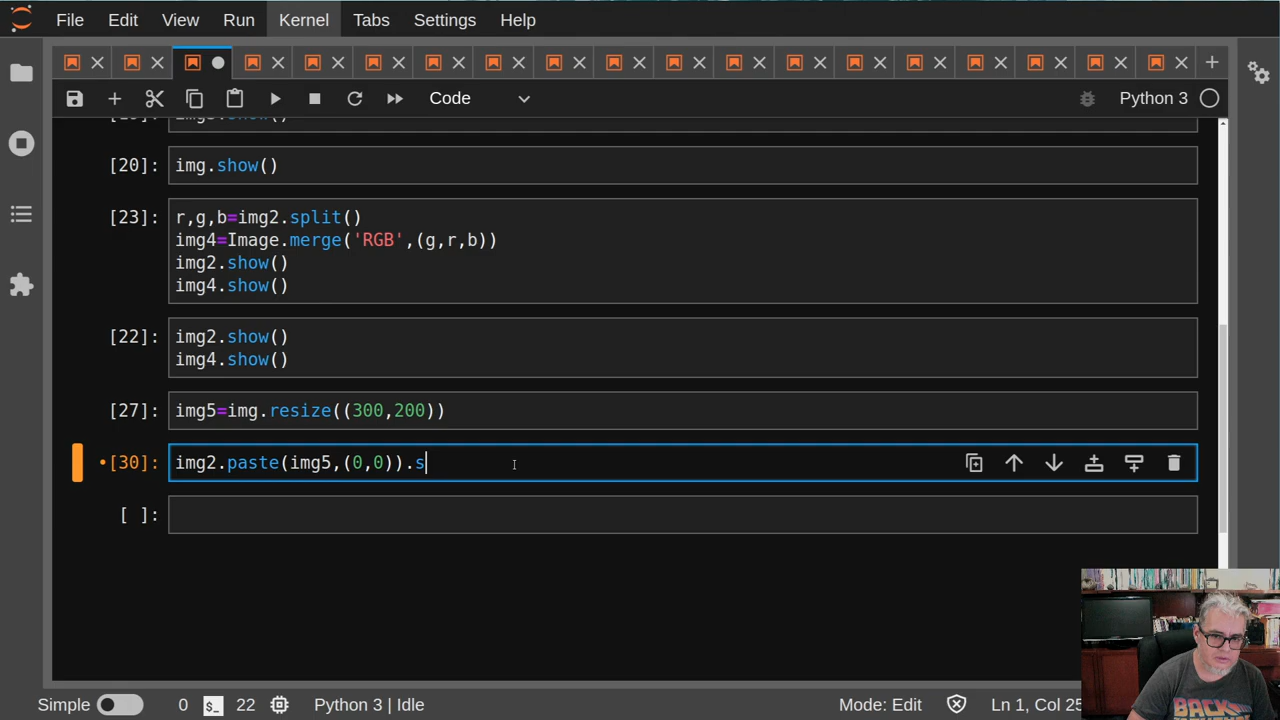 File Edit View Run Kernel Tabs Settings Help
Code Python 3
[20]: img.show()
[23]: r,g,b=img2.split()
img4=Image.merge('RGB',(g,r,b))
img2.show()
img4.show()
[22]: img2.show()
img4.show()
[27]: img5=img.resize((300,200))
•[30]: img2.paste(img5,(0,0)).s
[ ]:
Simple 0 $_ 22 Python 3 | Idle Mode: Edit Ln 1, Col 25
BACK
FUTURE